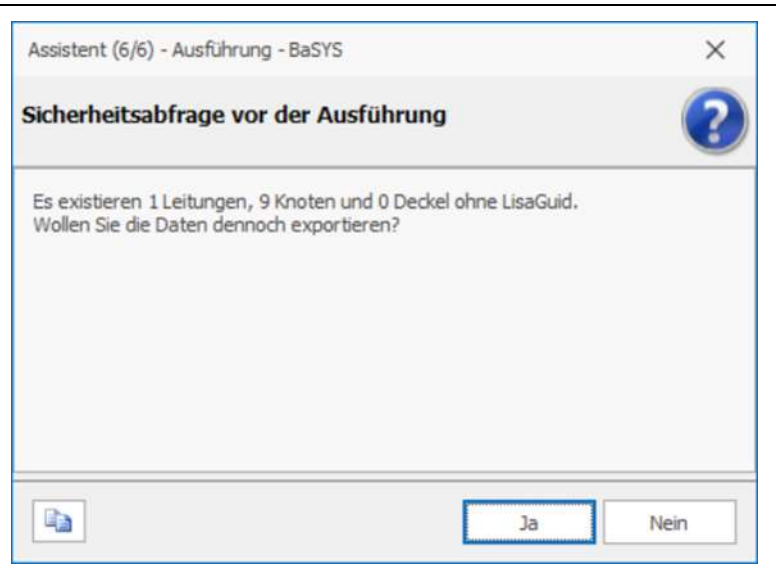 Assistent (6/6) - Ausführung - BaSYS
Sicherheitsabfrage vor der Ausführung
Es existieren 1 Leitungen, 9 Knoten und 0 Deckel ohne LisaGuid.
Wollen Sie die Daten dennoch exportieren?
Ja
Nein